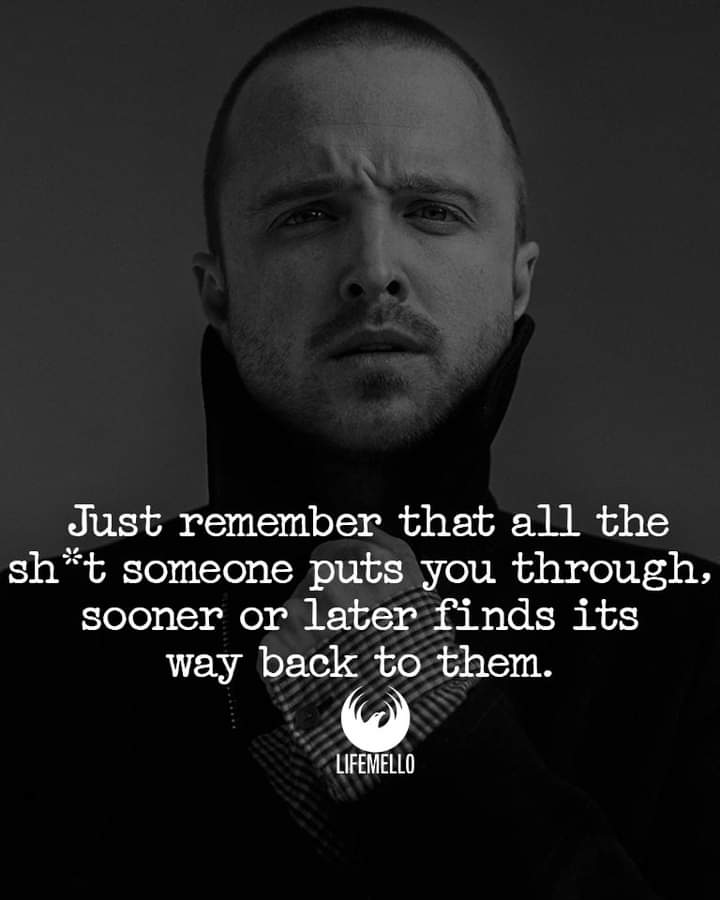 Just remember that all the
sh*t someone puts you through,
sooner or later finds its
way back to them.
LIFEMELLO